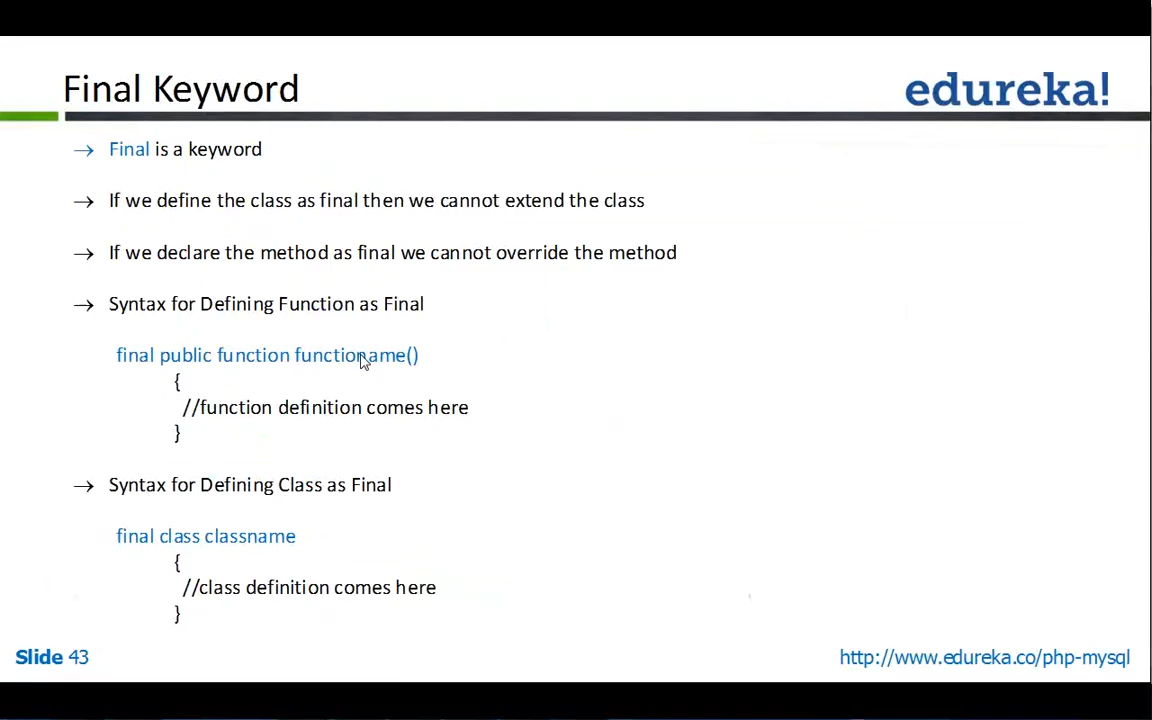 Final Keyword
edureka!
→ Final is a keyword
→ If we define the class as final then we cannot extend the class
→ If we declare the method as final we cannot override the method
→ Syntax for Defining Function as Final
final public function functioname()
{
//function definition comes here
}
→ Syntax for Defining Class as Final
final class classname
{
//class definition comes here
}
Slide 43
http://www.edureka.co/php-mysql